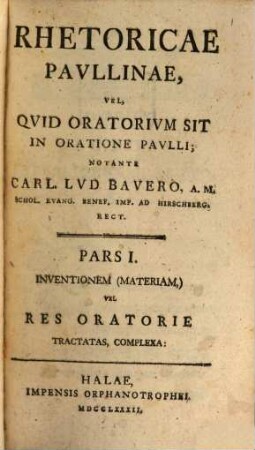 RHETORICAE
PAVLLINAE,
VEL,
QVID ORATORIVM SIT
IN ORATIONE PAVLLI;
NOTANTE
CARL. LVD BAVERO, A. M.
SCHOL. EVANG. BENEF. IMP. AD HIRSCHBERG.
RECT.
PARS I.
INVENTIONEM (MATERIAM,)
VEL
RES ORATORIE
TRACTATAS, COMPLEXA:
HALAE,
IMPENSIS ORPHANOTROPHEI.
MDCCLXXXII.